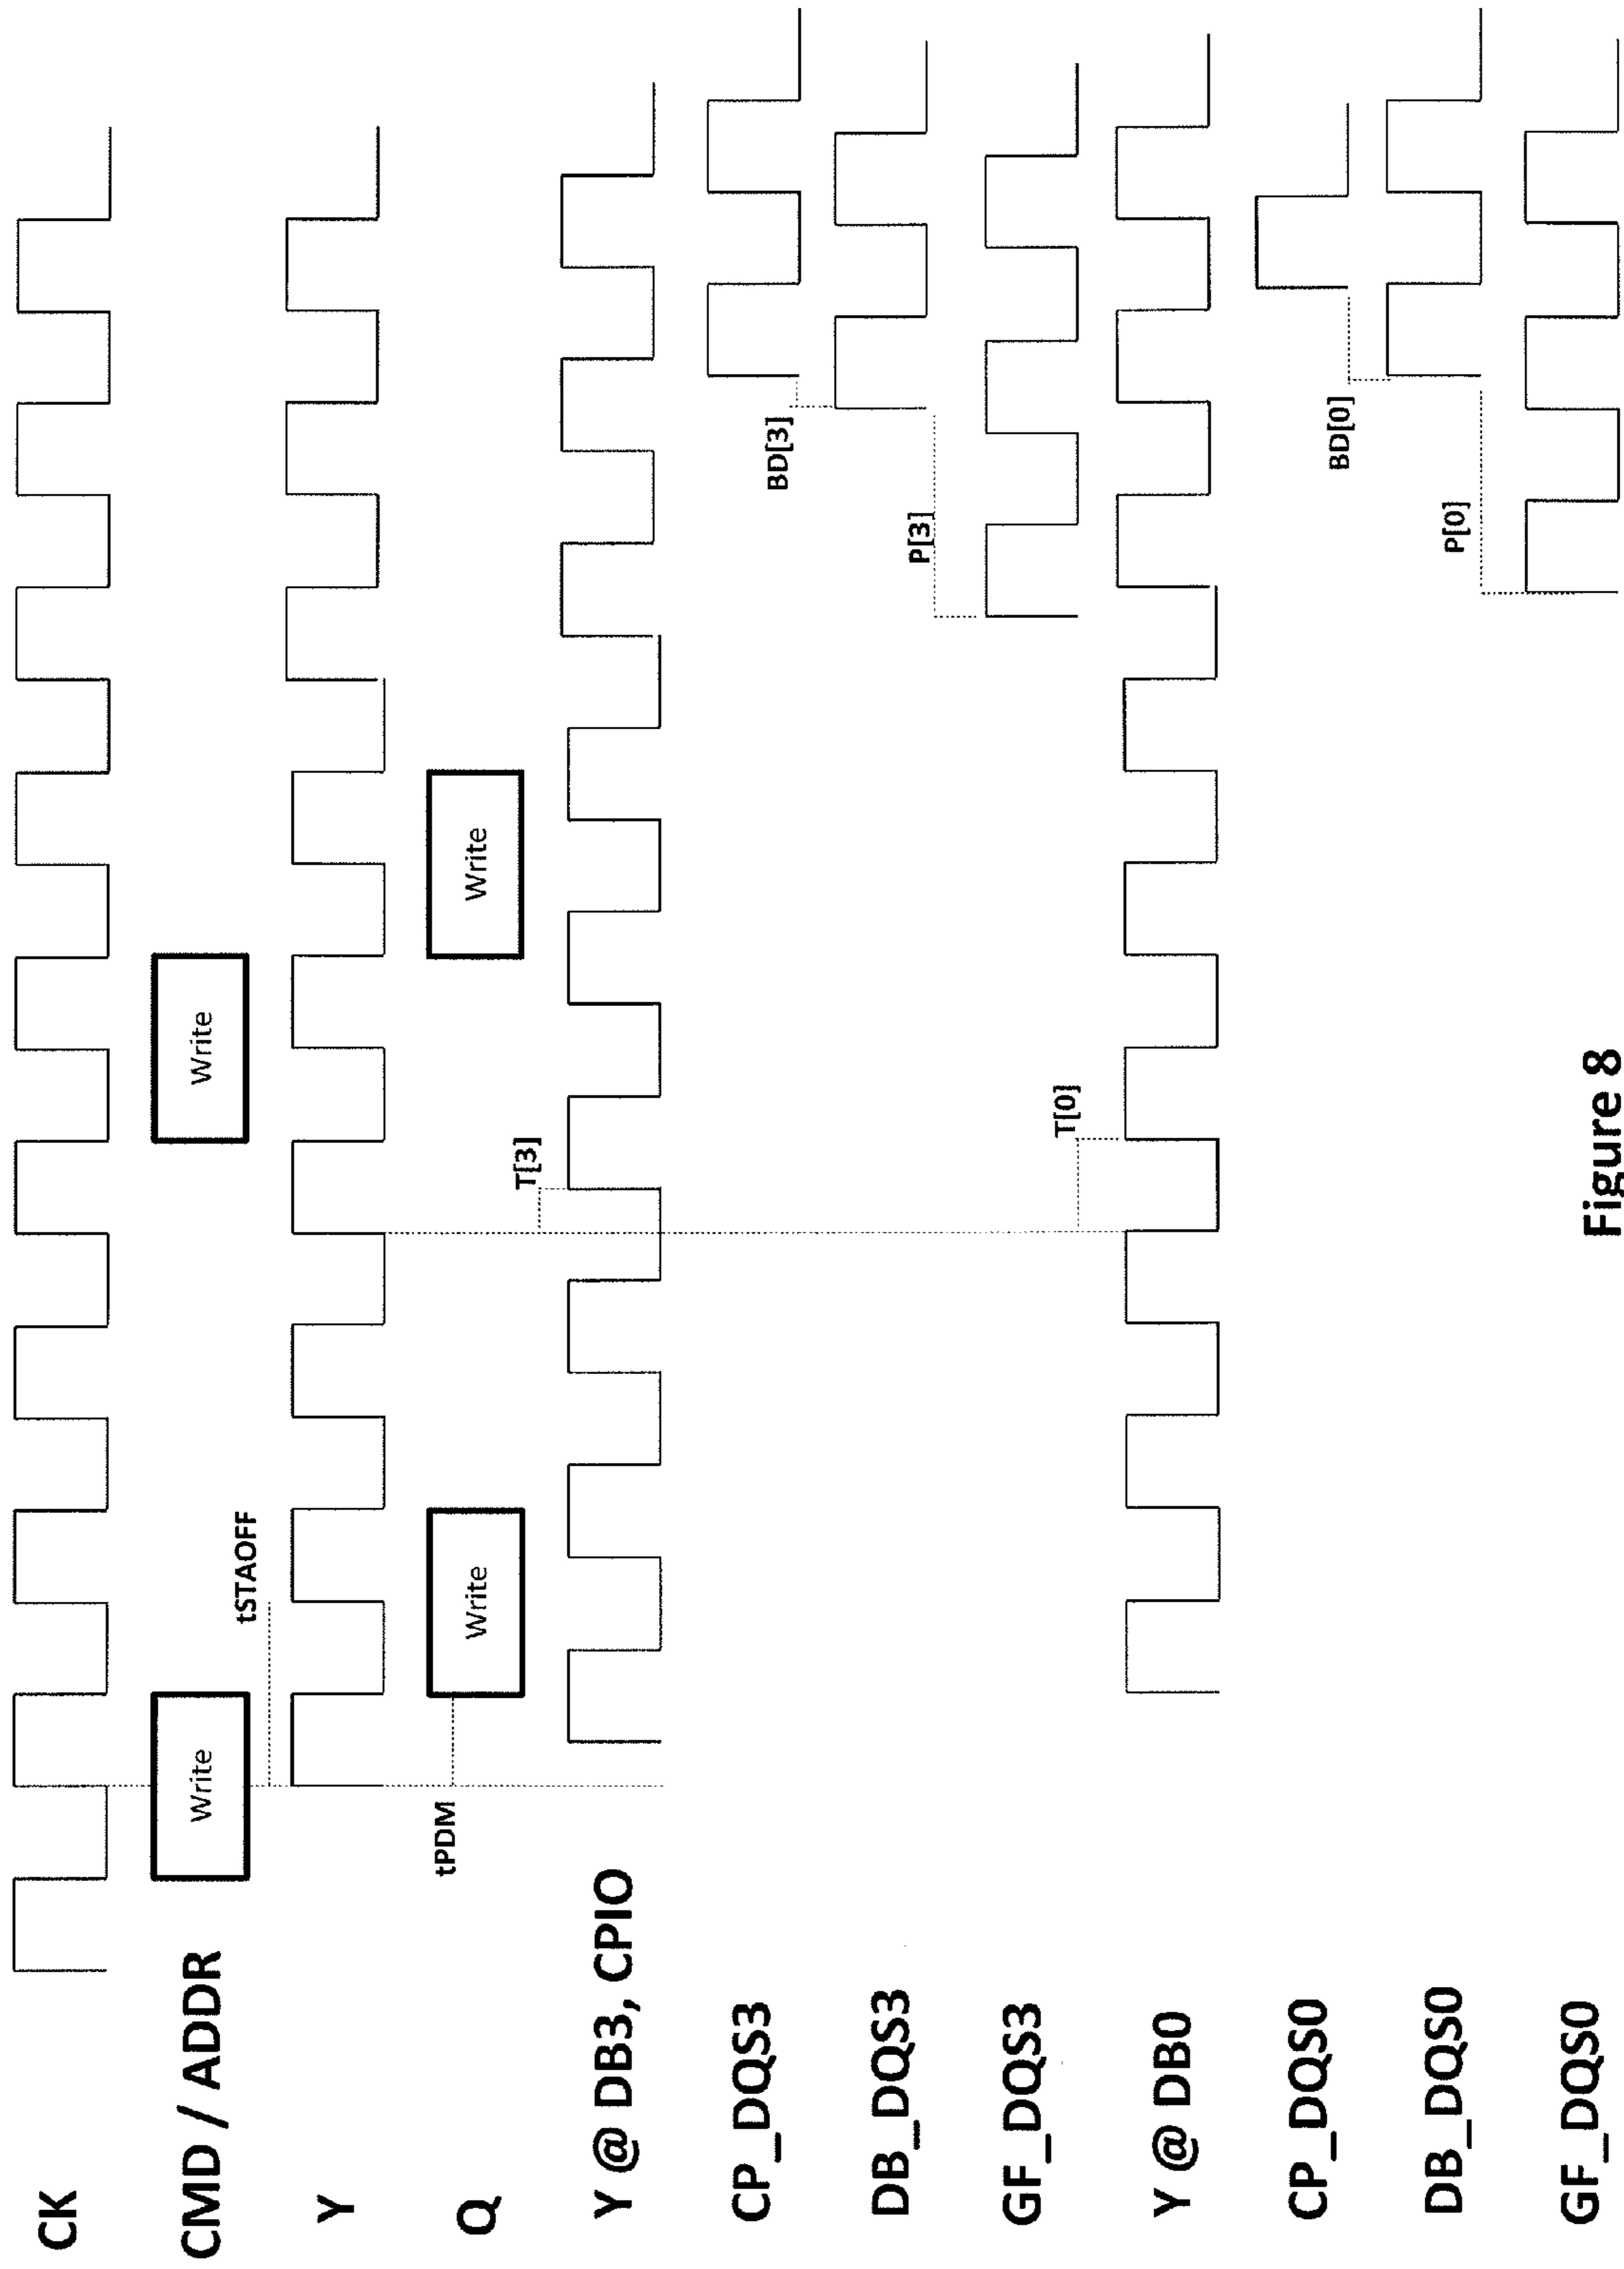 CK
CMD / ADDR
Write
Write
tSTAOFF
Y
Q
tPDM
Write
Write
Y @ DB3, CPIO
T[3]
CP_DQS3
BD[3]
DB_DQS3
P[3]
GF_DQS3
Y @ DB0
T[0]
CP_DQS0
BD[0]
DB_DQS0
P[0]
GF_DQS0
Figure 8